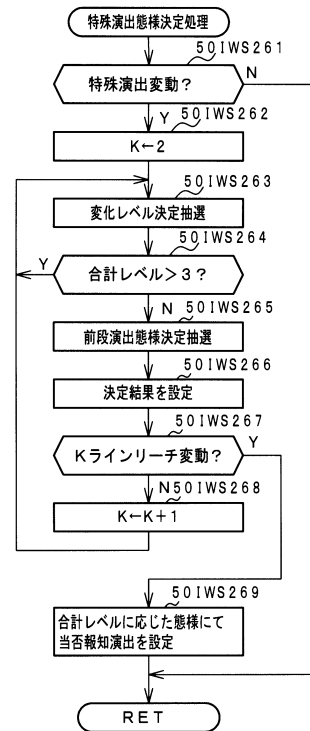 特殊演出態様決定処理
50IWS261
特殊演出変動？
N
Y
50IWS262
K←2
50IWS263
変化レベル決定抽選
50IWS264
Y
合計レベル＞3？
N
50IWS265
前段演出態様決定抽選
50IWS266
決定結果を設定
50IWS267
Kラインリーチ変動？
Y
N
50IWS268
K←K＋1
50IWS269
合計レベルに応じた態様にて
当否報知演出を設定
RET